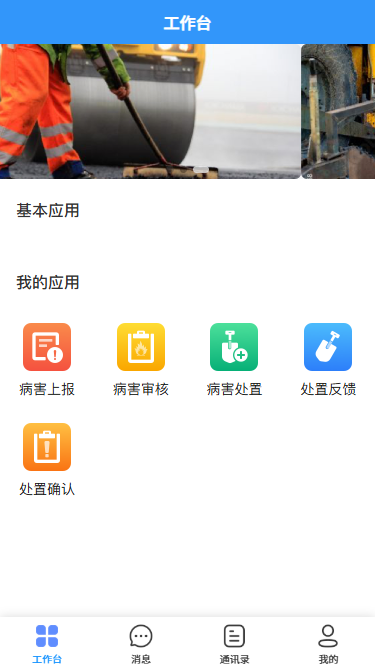 工作台
基本应用
我的应用
病害上报
病害审核
病害处置
处置反馈
处置确认
工作台
消息
通讯录
我的